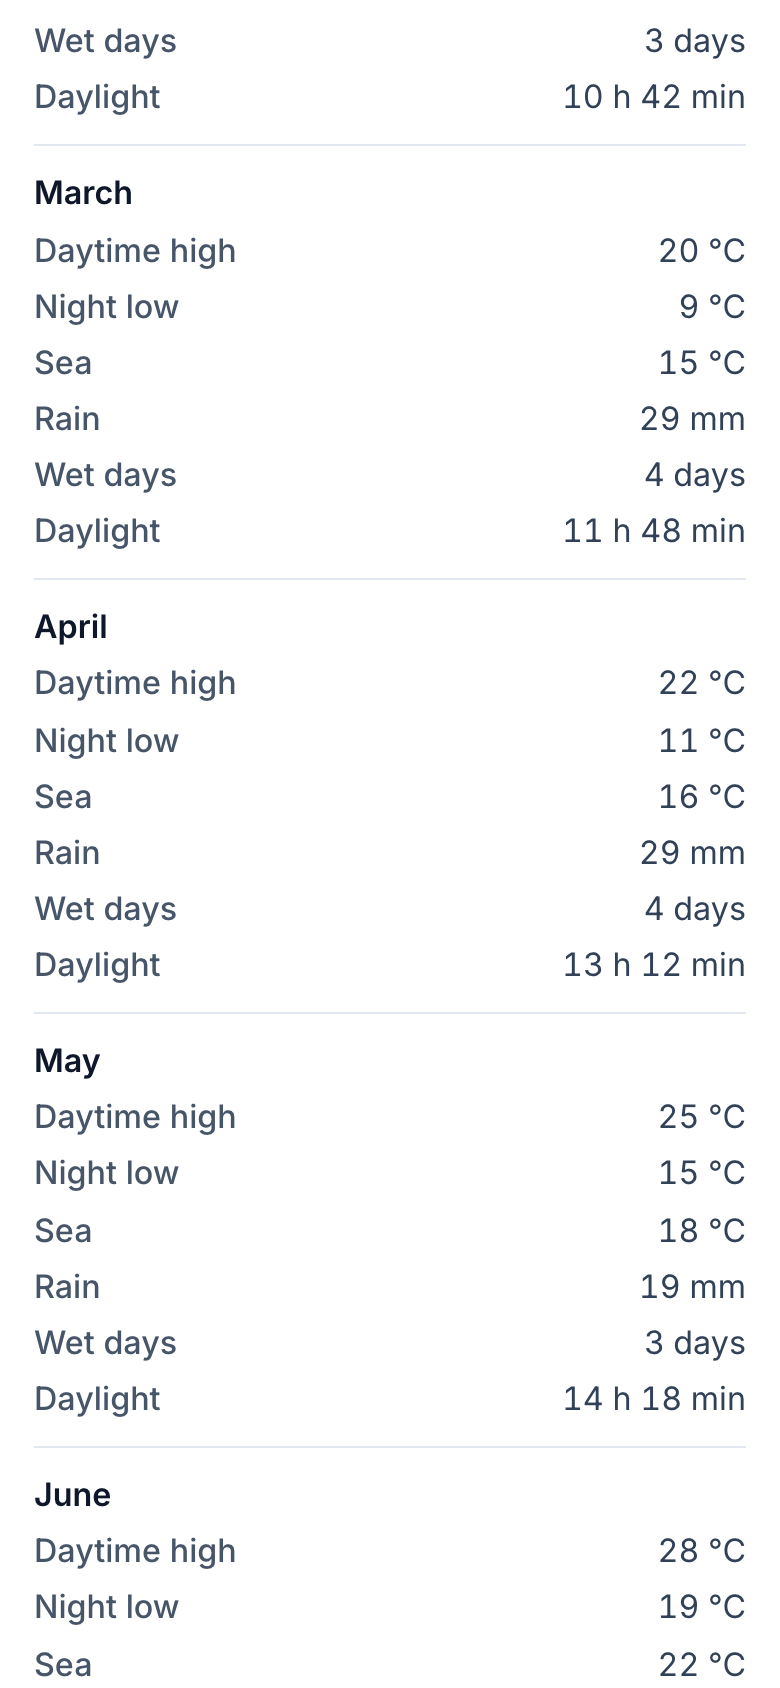 Wet days 3 days
Daylight 10 h 42 min
March
Daytime high 20 °C
Night low 9 °C
Sea 15 °C
Rain 29 mm
Wet days 4 days
Daylight 11 h 48 min
April
Daytime high 22 °C
Night low 11 °C
Sea 16 °C
Rain 29 mm
Wet days 4 days
Daylight 13 h 12 min
May
Daytime high 25 °C
Night low 15 °C
Sea 18 °C
Rain 19 mm
Wet days 3 days
Daylight 14 h 18 min
June
Daytime high 28 °C
Night low 19 °C
Sea 22 °C